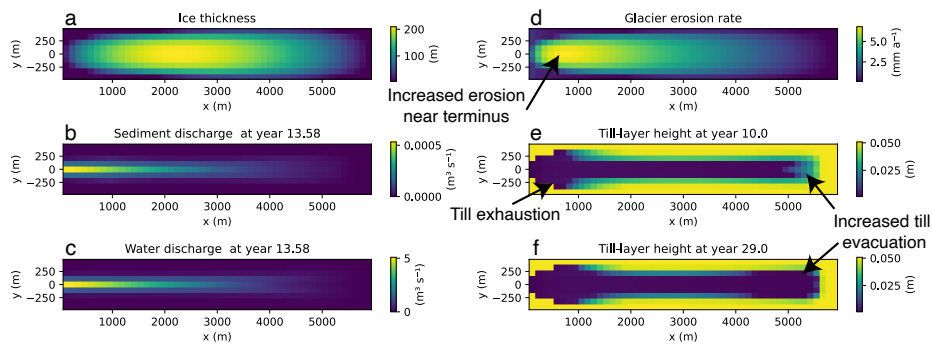 a
Ice thickness
y (m)
250
0
−250
1000
2000
3000
4000
5000
x (m)
200
100
(m)
b
Sediment discharge at year 13.58
y (m)
250
0
−250
1000
2000
3000
4000
5000
x (m)
0.0005
0.0000
(m³ s⁻¹)
c
Water discharge at year 13.58
y (m)
250
0
−250
1000
2000
3000
4000
5000
x (m)
5
0
(m³ s⁻¹)
d
Glacier erosion rate
y (m)
250
0
−250
1000
2000
3000
4000
5000
x (m)
5.0
2.5
(mm a⁻¹)
Increased erosion
near terminus
e
Till-layer height at year 10.0
y (m)
250
0
−250
1000
2000
3000
4000
5000
x (m)
0.050
0.025
(m)
Till exhaustion
Increased till
evacuation
f
Till-layer height at year 29.0
y (m)
250
0
−250
1000
2000
3000
4000
5000
x (m)
0.050
0.025
(m)